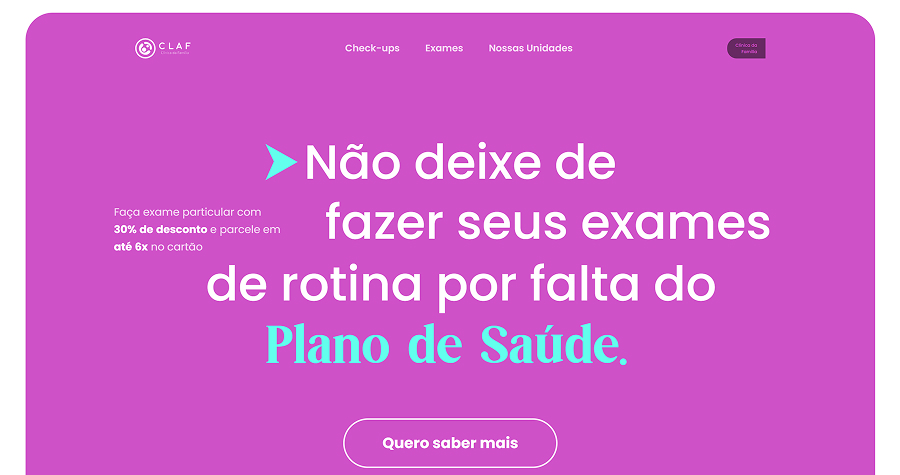 CLAF
Check-ups
Exames
Nossas Unidades
Clínica da
Família
Não deixe de
fazer seus exames
de rotina por falta do
Plano de Saúde.
Faça exame particular com
30% de desconto e parcele em
até 6x no cartão
Quero saber mais